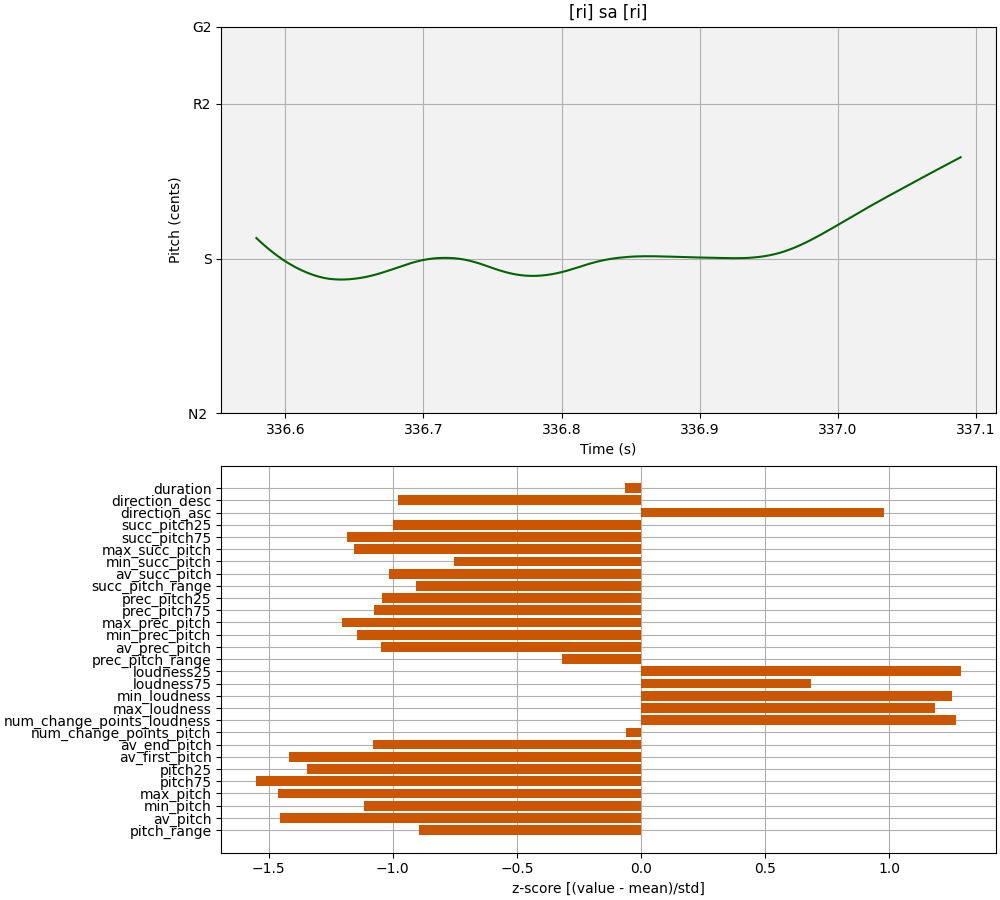 [ri] sa [ri]
G2
R2
S
N2
Pitch (cents)
336.6 336.7 336.8 336.9 337.0 337.1
Time (s)
duration
direction_desc
direction_asc
succ_pitch25
succ_pitch75
max_succ_pitch
min_succ_pitch
av_succ_pitch
succ_pitch_range
prec_pitch25
prec_pitch75
max_prec_pitch
min_prec_pitch
av_prec_pitch
prec_pitch_range
loudness25
loudness75
min_loudness
max_loudness
num_change_points_loudness
num_change_points_pitch
av_end_pitch
av_first_pitch
pitch25
pitch75
max_pitch
min_pitch
av_pitch
pitch_range
−1.5 −1.0 −0.5 0.0 0.5 1.0
z-score [(value - mean)/std]